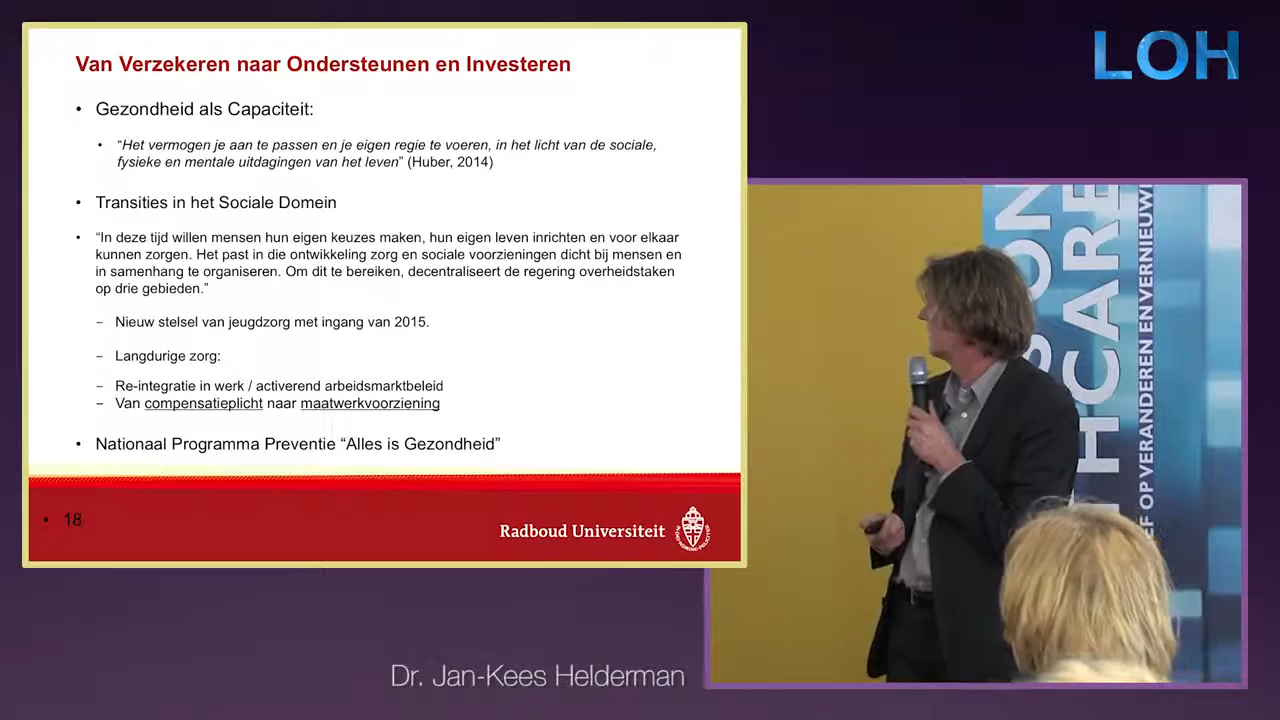 Van Verzekeren naar Ondersteunen en Investeren
• Gezondheid als Capaciteit:
• “Het vermogen je aan te passen en je eigen regie te voeren, in het licht van de sociale,
fysieke en mentale uitdagingen van het leven” (Huber, 2014)
• Transities in het Sociale Domein
• “In deze tijd willen mensen hun eigen keuzes maken, hun eigen leven inrichten en voor elkaar
kunnen zorgen. Het past in die ontwikkeling zorg en sociale voorzieningen dicht bij mensen en
in samenhang te organiseren. Om dit te bereiken, decentraliseert de regering overheidstaken
op drie gebieden.”
– Nieuw stelsel van jeugdzorg met ingang van 2015.
– Langdurige zorg:
– Re-integratie in werk / activerend arbeidsmarktbeleid
– Van compensatieplicht naar maatwerkvoorziening
• Nationaal Programma Preventie “Alles is Gezondheid”
• 18
Radboud Universiteit
LOH
HCARE
OP VERANDEREN EN VERNIEUW
Dr. Jan-Kees Helderman